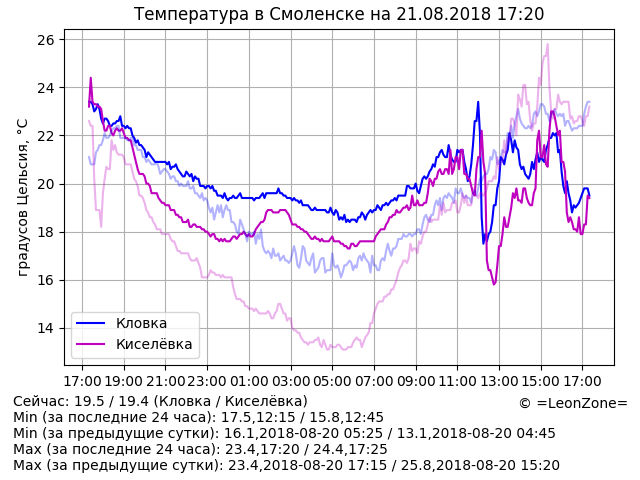 Температура в Смоленске на 21.08.2018 17:20
градусов Цельсия, °C
26
24
22
20
18
16
14
Кловка
Киселёвка
17:00 19:00 21:00 23:00 01:00 03:00 05:00 07:00 09:00 11:00 13:00 15:00 17:00
Сейчас: 19.5 / 19.4 (Кловка / Киселёвка)
© =LeonZone=
Min (за последние 24 часа): 17.5,12:15 / 15.8,12:45
Min (за предыдущие сутки): 16.1,2018-08-20 05:25 / 13.1,2018-08-20 04:45
Max (за последние 24 часа): 23.4,17:20 / 24.4,17:25
Max (за предыдущие сутки): 23.4,2018-08-20 17:15 / 25.8,2018-08-20 15:20